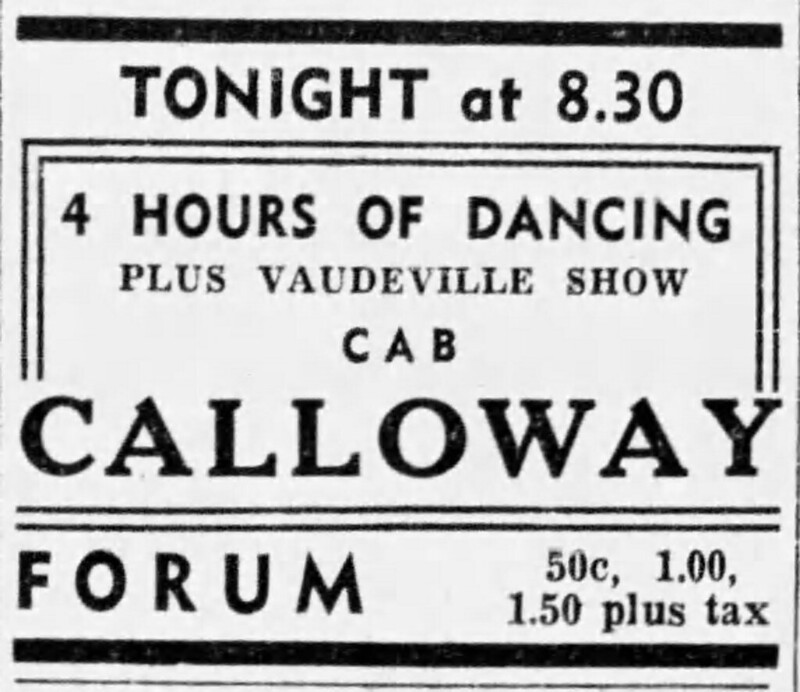 TONIGHT at 8.30
4 HOURS OF DANCING
PLUS VAUDEVILLE SHOW
CAB
CALLOWAY
FORUM
50c, 1.00,
1.50 plus tax